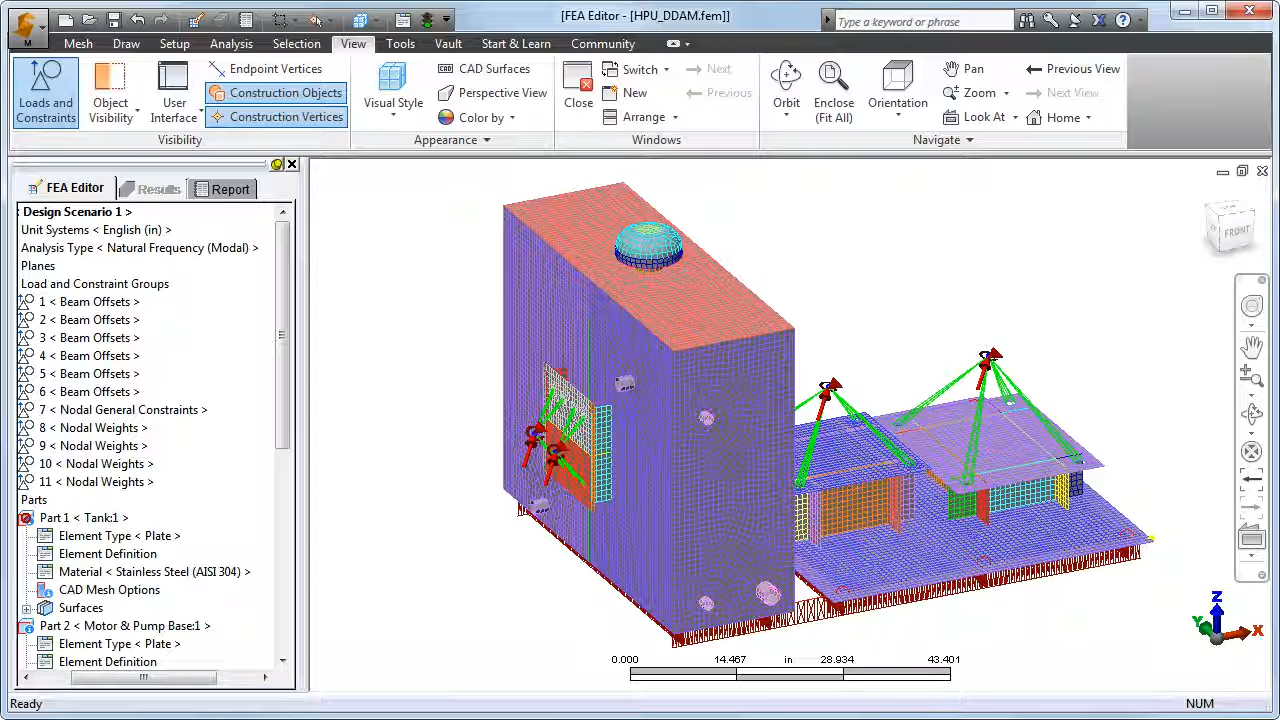 [FEA Editor - [HPU_DDAM.fem]]
Type a keyword or phrase
M
Mesh Draw Setup Analysis Selection View Tools Vault Start & Learn Community
Loads and Constraints
Object Visibility
User Interface
Endpoint Vertices
Construction Objects
Construction Vertices
Visibility
Visual Style
CAD Surfaces
Perspective View
Color by
Appearance
Close
Switch
New
Arrange
Next
Previous
Windows
Orbit
Enclose (Fit All)
Orientation
Pan
Zoom
Look At
Previous View
Next View
Home
Navigate
FEA Editor Results Report
: Design Scenario 1 >
Unit Systems < English (in) >
Analysis Type < Natural Frequency (Modal) >
Planes
Load and Constraint Groups
1 < Beam Offsets >
2 < Beam Offsets >
3 < Beam Offsets >
4 < Beam Offsets >
5 < Beam Offsets >
6 < Beam Offsets >
7 < Nodal General Constraints >
8 < Nodal Weights >
9 < Nodal Weights >
10 < Nodal Weights >
11 < Nodal Weights >
Parts
Part 1 < Tank:1 >
Element Type < Plate >
Element Definition
Material < Stainless Steel (AISI 304) >
CAD Mesh Options
Surfaces
Part 2 < Motor & Pump Base:1 >
Element Type < Plate >
Element Definition
FRONT
Z
Y
X
0.000 14.467 in 28.934 43.401
Ready
NUM